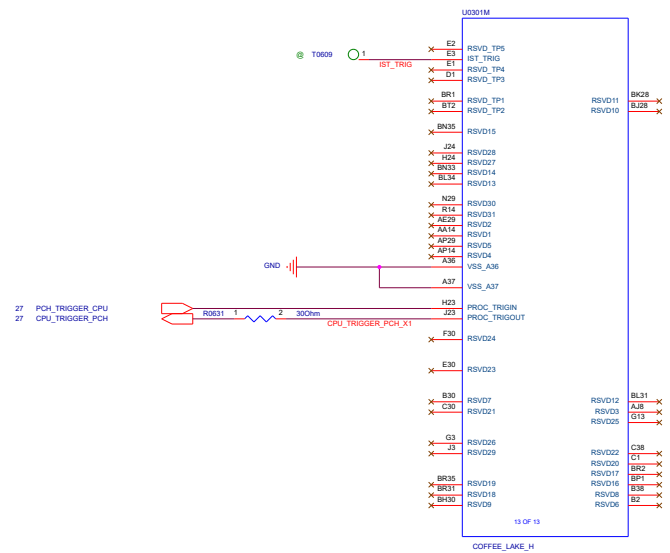 U0301M
E2 RSVD_TP5
@ T0609 1 IST_TRIG E3 IST_TRIG
E1 RSVD_TP4
D1 RSVD_TP3
BR1 RSVD_TP1 RSVD11 BK28
BT2 RSVD_TP2 RSVD10 BJ28
BN35 RSVD15
J24 RSVD28
H24 RSVD27
BN33 RSVD14
BL34 RSVD13
N29 RSVD30
R14 RSVD31
AE29 RSVD2
AA14 RSVD1
AP29 RSVD5
AP14 RSVD4
GND A36 VSS_A36
A37 VSS_A37
27 PCH_TRIGGER_CPU H23 PROC_TRIGIN
27 CPU_TRIGGER_PCH R0631 1 2 30Ohm CPU_TRIGGER_PCH_X1 J23 PROC_TRIGOUT
F30 RSVD24
E30 RSVD23
B30 RSVD7 RSVD12 BL31
C30 RSVD21 RSVD3 AJ8
RSVD25 G13
G3 RSVD26
J3 RSVD29 RSVD22 C38
RSVD20 C1
RSVD17 BR2
BR35 RSVD19 RSVD16 BP1
BR31 RSVD18 RSVD8 B38
BH30 RSVD9 RSVD6 B2
13 OF 13
COFFEE_LAKE_H